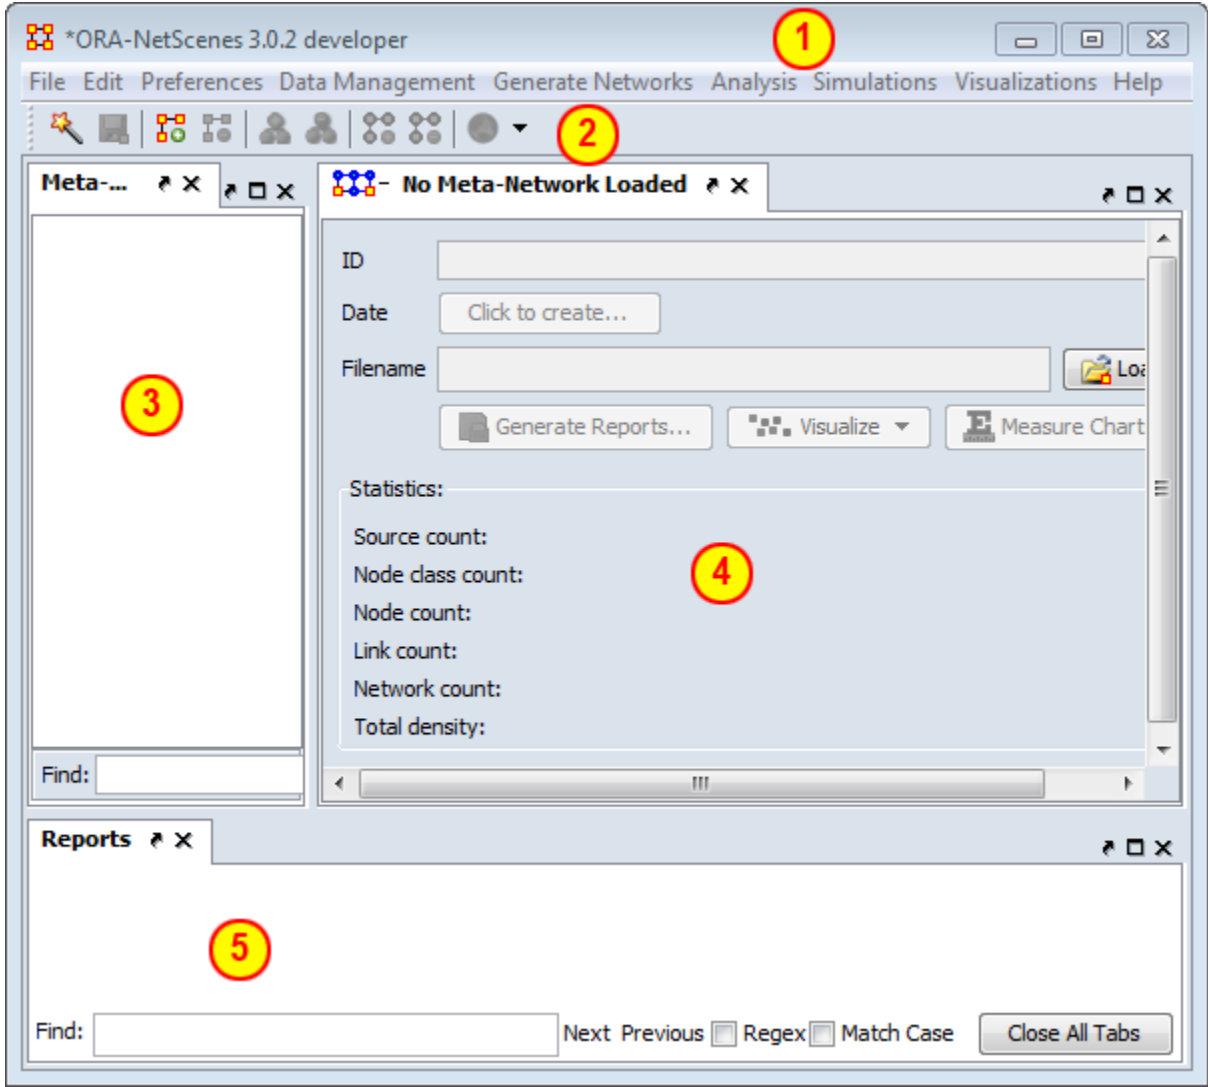 *ORA-NetScenes 3.0.2 developer
1
File Edit Preferences Data Management Generate Networks Analysis Simulations Visualizations Help
2
Meta-...
No Meta-Network Loaded
ID
Date Click to create...
Filename Loa
3
Generate Reports... Visualize Measure Chart
Statistics:
Source count:
Node class count:
4
Node count:
Link count:
Network count:
Total density:
Find:
Reports
5
Find: Next Previous Regex Match Case Close All Tabs